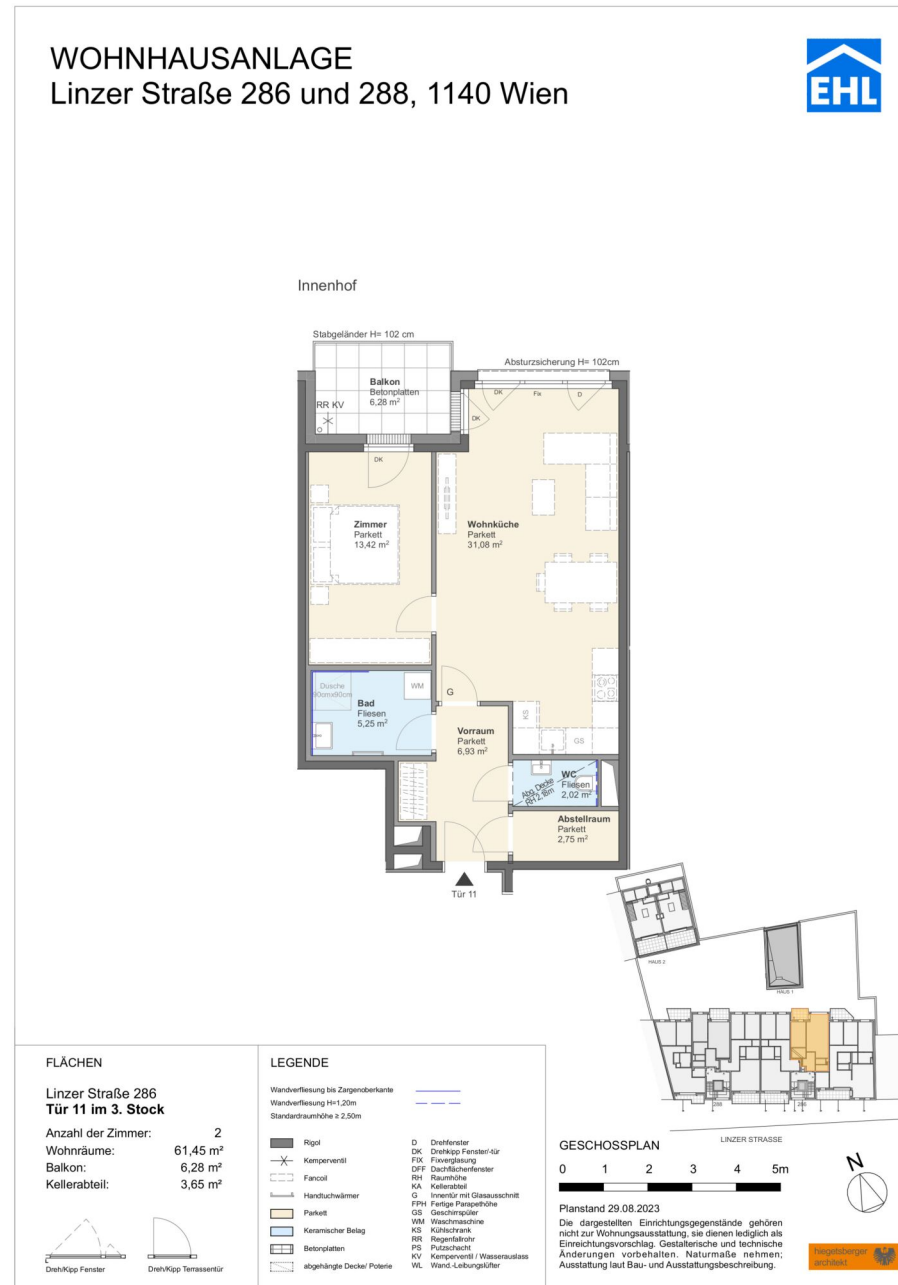 WOHNHAUSANLAGE
Linzer Straße 286 und 288, 1140 Wien
EHL
Innenhof
Stabgeländer H= 102 cm
Absturzsicherung H= 102cm
Balkon
Betonplatten
6,28 m²
RR KV
DK
Fix
D
DK
DK
Zimmer
Parkett
13,42 m²
Wohnküche
Parkett
31,08 m²
Dusche
90cmx90cm
WM
Bad
Fliesen
5,25 m²
G
KS
GS
Vorraum
Parkett
6,93 m²
Abg. Decke
RH 2,18m
WC
Fliesen
2,02 m²
Abstellraum
Parkett
2,75 m²
Tür 11
HAUS 2
HAUS 1
288
286
LINZER STRASSE
FLÄCHEN
Linzer Straße 286
Tür 11 im 3. Stock
Anzahl der Zimmer: 2
Wohnräume: 61,45 m²
Balkon: 6,28 m²
Kellerabteil: 3,65 m²
Dreh/Kipp Fenster
Dreh/Kipp Terrassentür
LEGENDE
Wandverfliesung bis Zargenoberkante
Wandverfliesung H=1,20m
Standardraumhöhe ≥ 2,50m
Rigol
Kemperventil
Fancoil
Handtuchwärmer
Parkett
Keramischer Belag
Betonplatten
abgehängte Decke/ Poterie
D Drehfenster
DK Drehkipp Fenster/-tür
FIX Fixverglasung
DFF Dachflächenfenster
RH Raumhöhe
KA Kellerabteil
G Innentür mit Glasausschnitt
FPH Fertige Parapethöhe
GS Geschirrspüler
WM Waschmaschine
KS Kühlschrank
RR Regenfallrohr
PS Putzschacht
KV Kemperventil / Wasserauslass
WL Wand.-Leibungslüfter
GESCHOSSPLAN
0 1 2 3 4 5m
N
Planstand 29.08.2023
Die dargestellten Einrichtungsgegenstände gehören
nicht zur Wohnungsausstattung, sie dienen lediglich als
Einreichtungsvorschlag. Gestalterische und technische
Änderungen vorbehalten. Naturmaße nehmen;
Ausstattung laut Bau- und Ausstattungsbeschreibung.
hiegetsberger
architekt